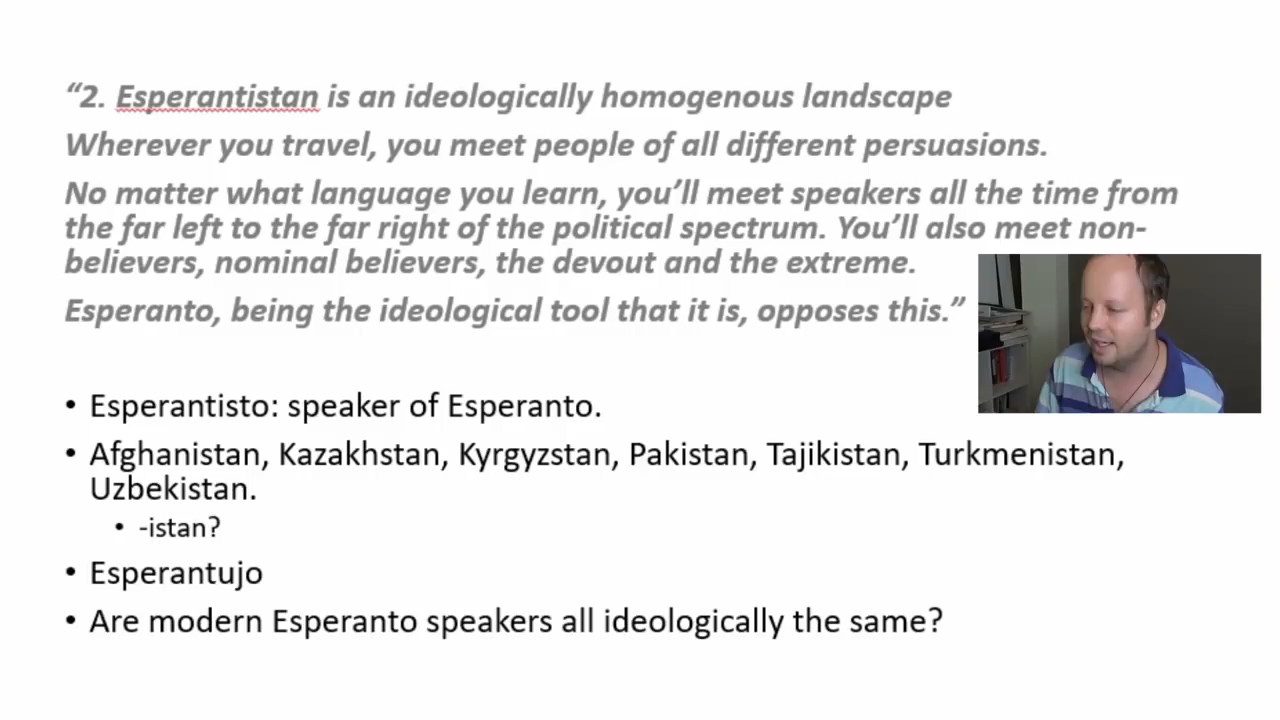 “2. Esperantistan is an ideologically homogenous landscape
Wherever you travel, you meet people of all different persuasions.
No matter what language you learn, you’ll meet speakers all the time from
the far left to the far right of the political spectrum. You’ll also meet non-
believers, nominal believers, the devout and the extreme.
Esperanto, being the ideological tool that it is, opposes this.”
• Esperantisto: speaker of Esperanto.
• Afghanistan, Kazakhstan, Kyrgyzstan, Pakistan, Tajikistan, Turkmenistan,
Uzbekistan.
• -istan?
• Esperantujo
• Are modern Esperanto speakers all ideologically the same?